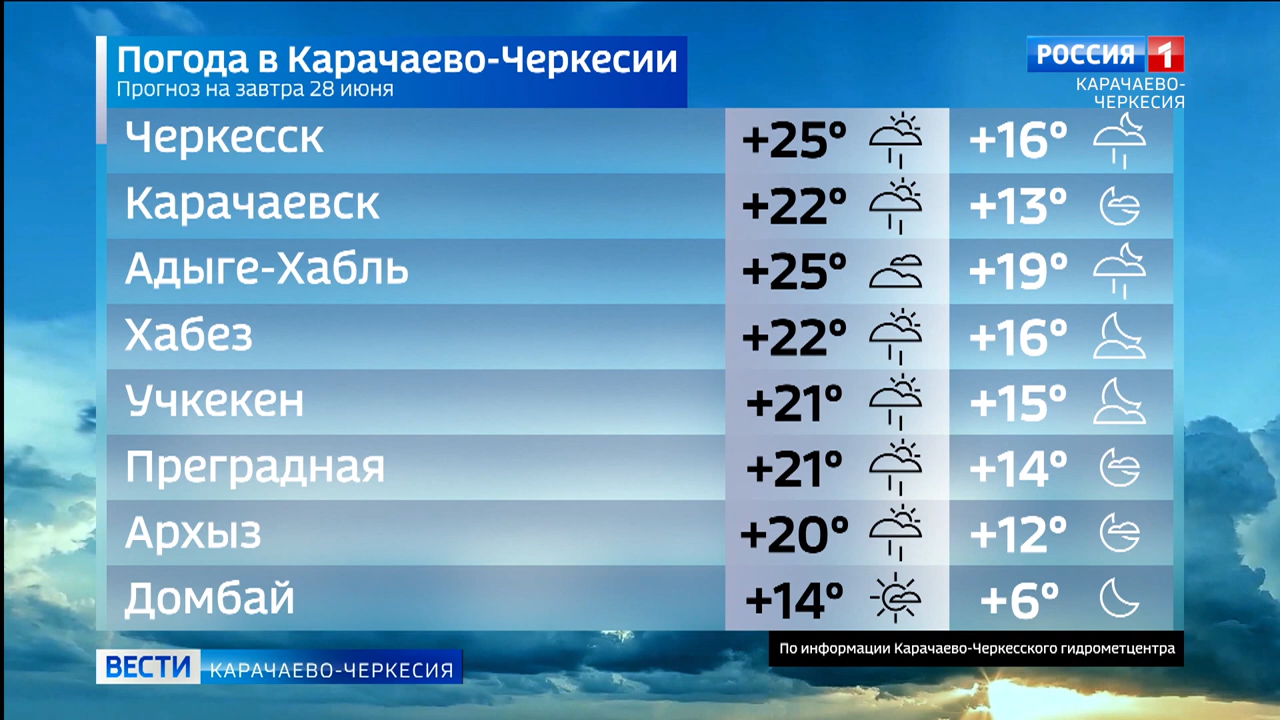 Погода в Карачаево-Черкесии
Прогноз на завтра 28 июня
РОССИЯ 1
КАРАЧАЕВО-
ЧЕРКЕСИЯ
Черкесск +25° +16°
Карачаевск +22° +13°
Адыге-Хабль +25° +19°
Хабез +22° +16°
Учкекен +21° +15°
Преградная +21° +14°
Архыз +20° +12°
Домбай +14° +6°
По информации Карачаево-Черкесского гидрометцентра
ВЕСТИ КАРАЧАЕВО-ЧЕРКЕСИЯ